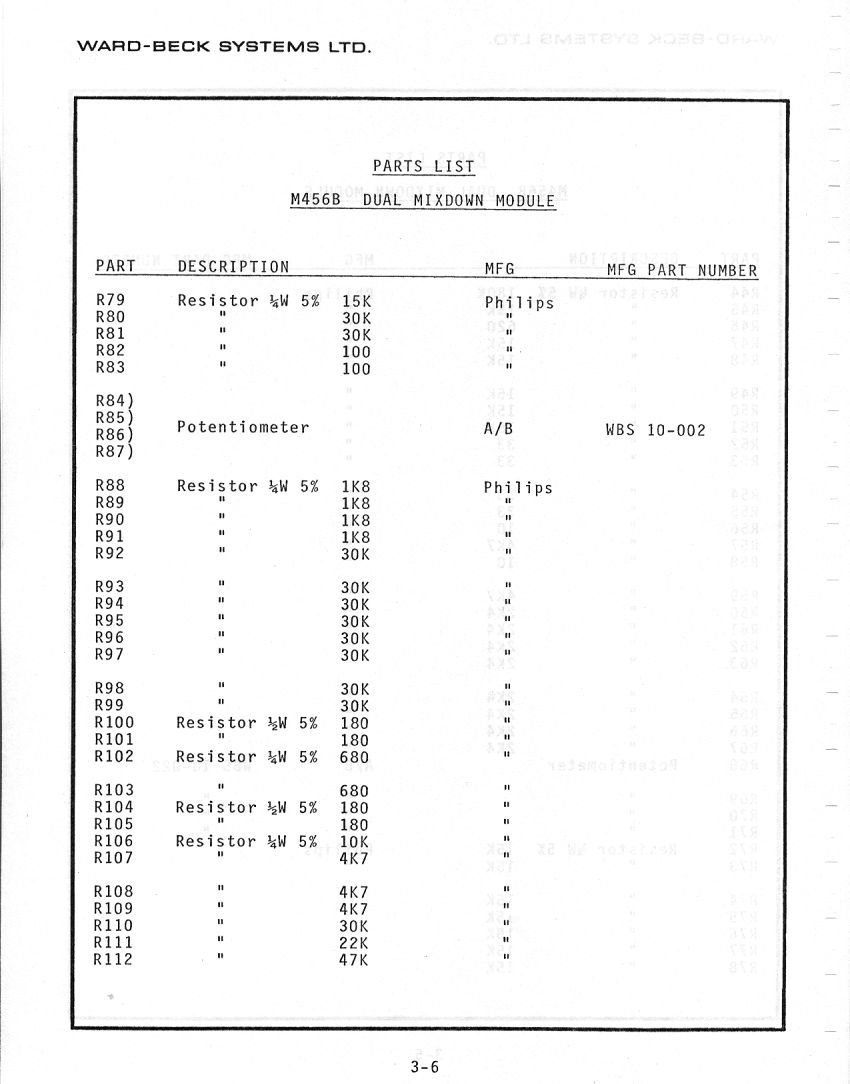 WARD-BECK SYSTEMS LTD.
PARTS LIST
M456B DUAL MIXDOWN MODULE
PART DESCRIPTION MFG MFG PART NUMBER
R79 Resistor ¼W 5% 15K Philips
R80 " 30K "
R81 " 30K "
R82 " 100 "
R83 " 100 "
R84)
R85)
R86) Potentiometer A/B WBS 10-002
R87)
R88 Resistor ¼W 5% 1K8 Philips
R89 " 1K8 "
R90 " 1K8 "
R91 " 1K8 "
R92 " 30K "
R93 " 30K "
R94 " 30K "
R95 " 30K "
R96 " 30K "
R97 " 30K "
R98 " 30K "
R99 " 30K "
R100 Resistor ½W 5% 180 "
R101 " 180 "
R102 Resistor ¼W 5% 680 "
R103 " 680 "
R104 Resistor ½W 5% 180 "
R105 " 180 "
R106 Resistor ¼W 5% 10K "
R107 " 4K7 "
R108 " 4K7 "
R109 " 4K7 "
R110 " 30K "
R111 " 22K "
R112 " 47K "
3-6